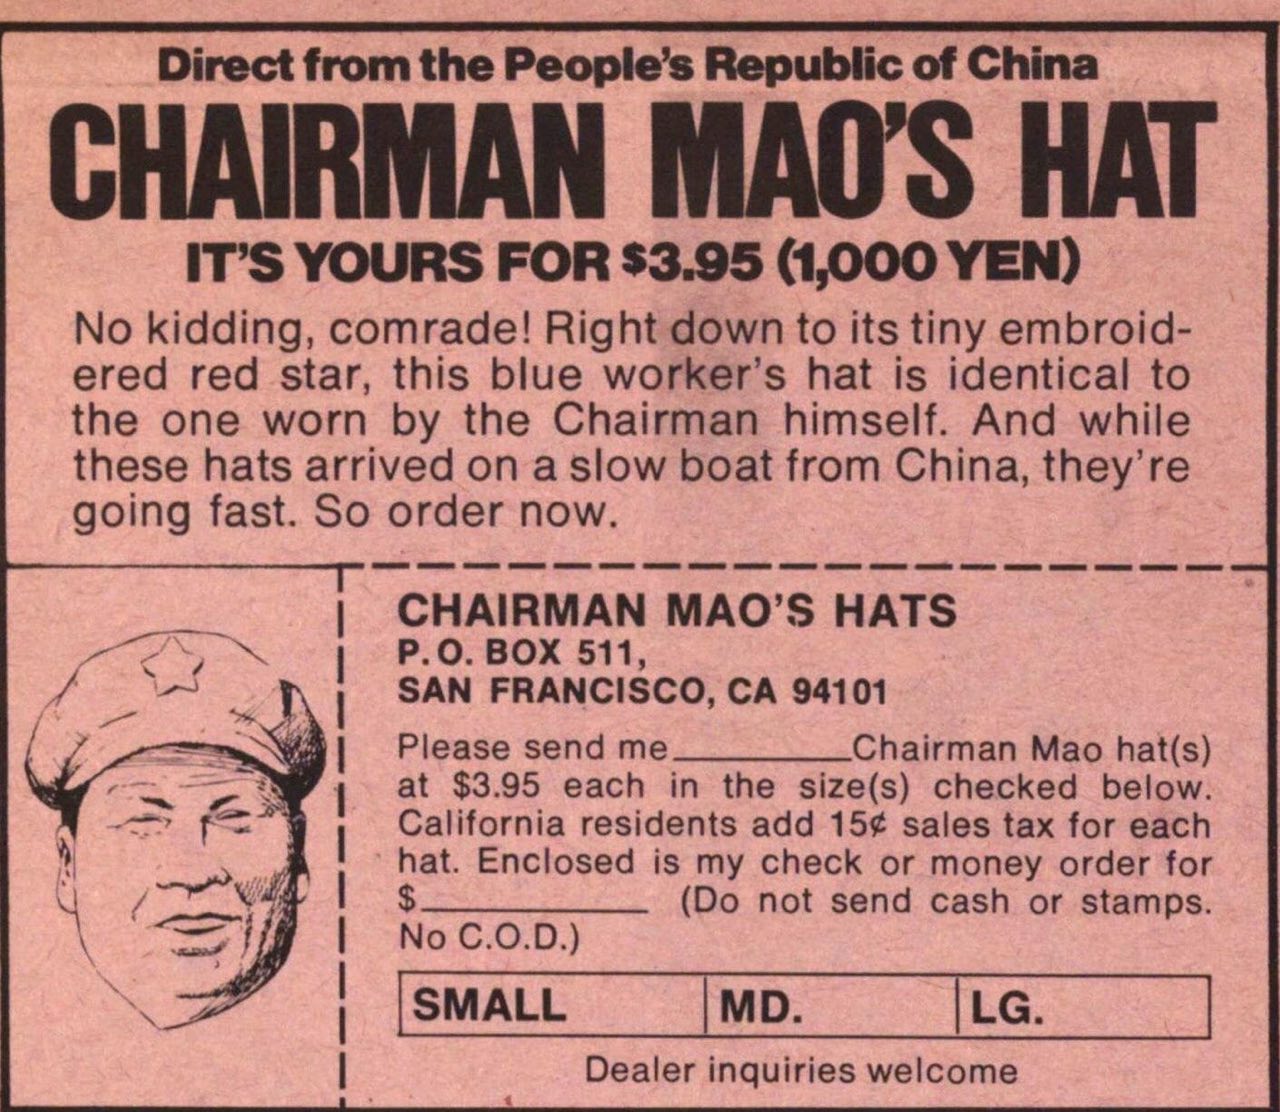 Direct from the People's Republic of China
CHAIRMAN MAO'S HAT
IT'S YOURS FOR $3.95 (1,000 YEN)
No kidding, comrade! Right down to its tiny embroid-
ered red star, this blue worker's hat is identical to
the one worn by the Chairman himself. And while
these hats arrived on a slow boat from China, they're
going fast. So order now.
CHAIRMAN MAO'S HATS
P.O. BOX 511,
SAN FRANCISCO, CA 94101
Please send me__________Chairman Mao hat(s)
at $3.95 each in the size(s) checked below.
California residents add 15¢ sales tax for each
hat. Enclosed is my check or money order for
$____________ (Do not send cash or stamps.
No C.O.D.)
SMALL MD. LG.
Dealer inquiries welcome